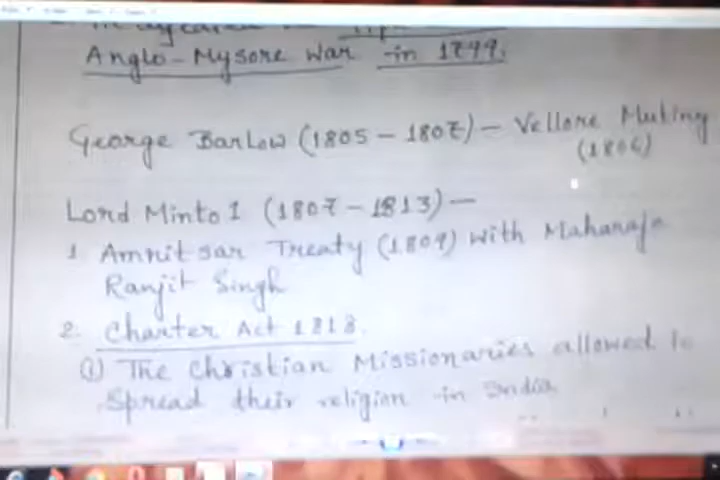 Anglo-Mysore war in 1799.
George Barlow (1805 - 1807) - Vellore Mutiny
(1806)
Lord Minto I (1807 - 1813) -
1 Amritsar Treaty (1809) with Maharaja
Ranjit Singh
2 Charter Act 1813.
① The Christian Missionaries allowed to
Spread their religion in India